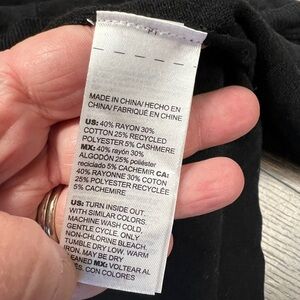 MADE IN CHINA/HECHO EN
CHINA/ FABRIQUÉ EN CHINE
US: 40% RAYON 30%
COTTON 25% RECYCLED
POLYESTER 5% CASHMERE
MX: 40% rayón 30%
ALGODÓN 25% poliéster
reciclado 5% CACHEMIR CA:
40% RAYONNE 30% COTON
25% POLYESTER RECYCLÉE
5% CACHEMIRE
US: TURN INSIDE OUT.
WITH SIMILAR COLORS.
MACHINE WASH COLD,
GENTLE CYCLE. ONLY
NON-CHLORINE BLEACH.
TUMBLE DRY LOW. WARM
IRON, MAY BE DRY
CLEANED MX: VOLTEAR AL
CON COLORES